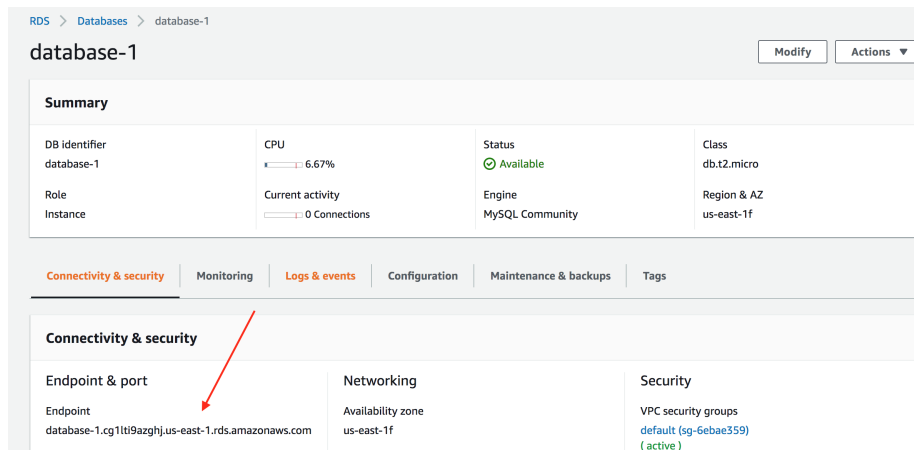 RDS > Databases > database-1
database-1
Modify
Actions
Summary
DB identifier
database-1
CPU
6.67%
Status
Available
Class
db.t2.micro
Role
Instance
Current activity
0 Connections
Engine
MySQL Community
Region & AZ
us-east-1f
Connectivity & security
Monitoring
Logs & events
Configuration
Maintenance & backups
Tags
Connectivity & security
Endpoint & port
Endpoint
database-1.cg1lti9azghj.us-east-1.rds.amazonaws.com
Networking
Availability zone
us-east-1f
Security
VPC security groups
default (sg-6ebae359)
( active )